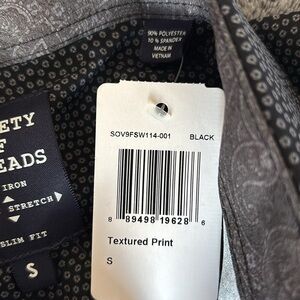 90% POLYESTER
10% SPANDEX
MADE IN
VIETNAM
SOV9FSW114-001 BLACK
8 89498 19628 6
Textured Print
S
ETY
F
EADS
IRON
STRETCH
SLIM FIT
S